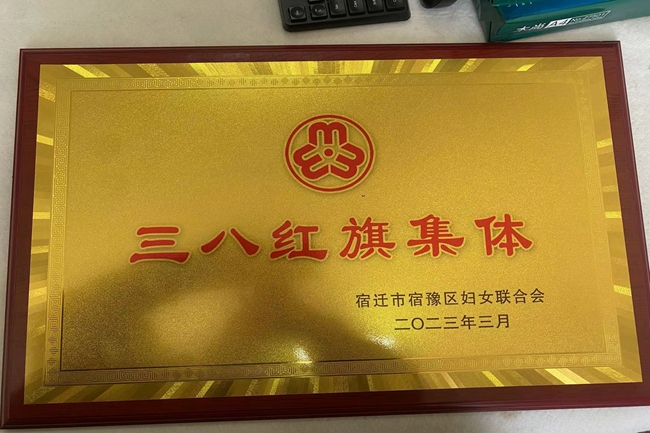 三八红旗集体
宿迁市宿豫区妇女联合会
二〇二三年三月